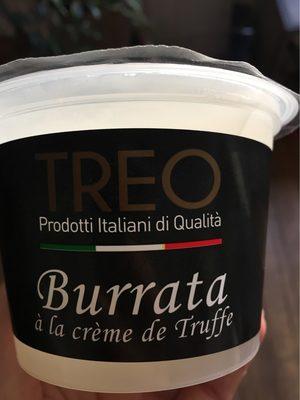 TREO
Prodotti Italiani di Qualità
Burrata
à la crème de Truffe